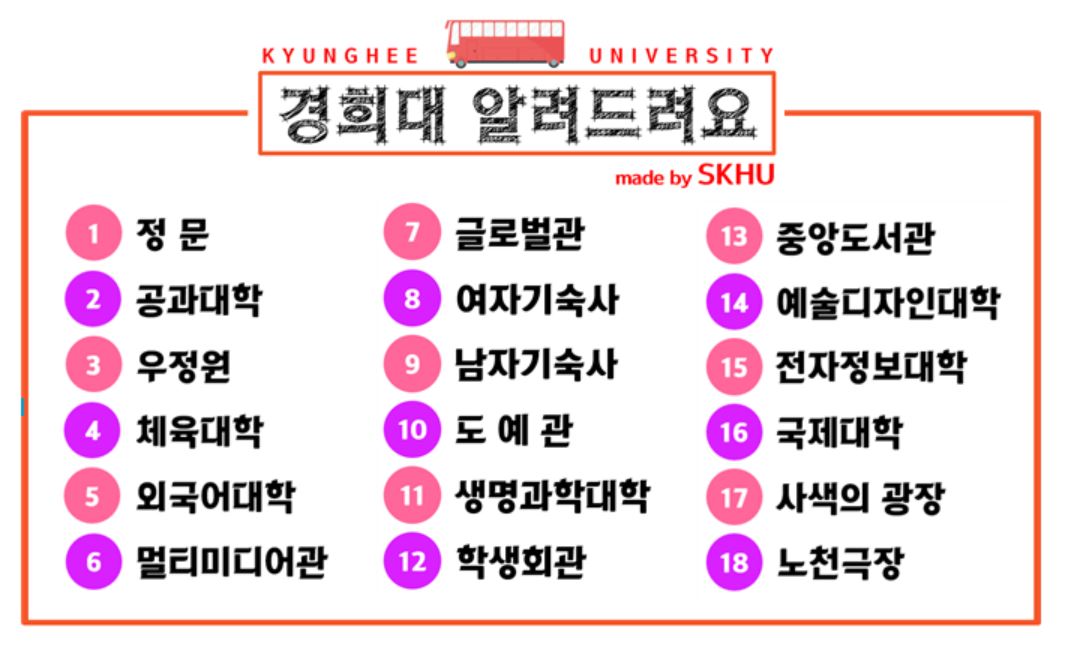 KYUNGHEE UNIVERSITY
경희대 알려드려요
made by SKHU
1 정 문
2 공과대학
3 우정원
4 체육대학
5 외국어대학
6 멀티미디어관
7 글로벌관
8 여자기숙사
9 남자기숙사
10 도 예 관
11 생명과학대학
12 학생회관
13 중앙도서관
14 예술디자인대학
15 전자정보대학
16 국제대학
17 사색의 광장
18 노천극장